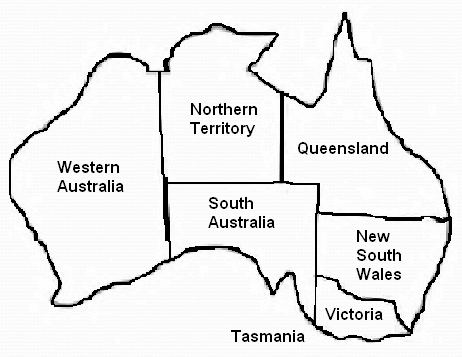 Northern
Territory
Queensland
Western
Australia
South
Australia
New
South
Wales
Victoria
Tasmania